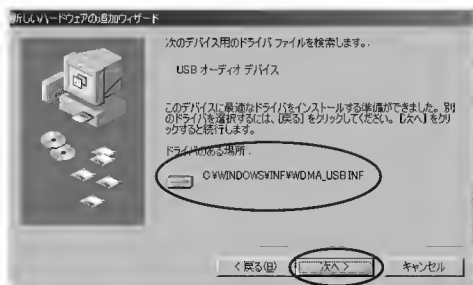 新しいハードウェアの追加ウィザード
次のデバイス用のドライバ ファイルを検索します。.
USB オーディオ デバイス
このデバイスに最適なドライバをインストールする準備ができました。別
のドライバを選択するには、[戻る] をクリックしてください。[次へ] をクリ
ックすると続行します。
ドライバのある場所 :
C¥WINDOWS¥INF¥WDMA_USB.INF
< 戻る(B)
次へ >
キャンセル